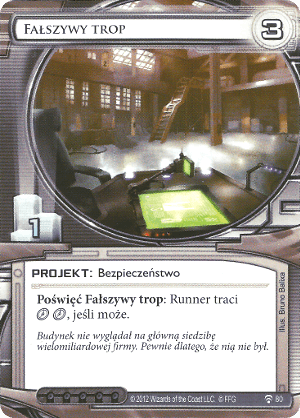 Fałszywy trop
3
1
PROJEKT: Bezpieczeństwo
Poświęć Fałszywy trop: Runner traci
, jeśli może.
Budynek nie wyglądał na główną siedzibę
wielomiliardowej firmy. Pewnie dlatego, że nią nie był.
Illus. Bruno Balixa
© 2012 Wizards of the Coast LLC. © FFG
80